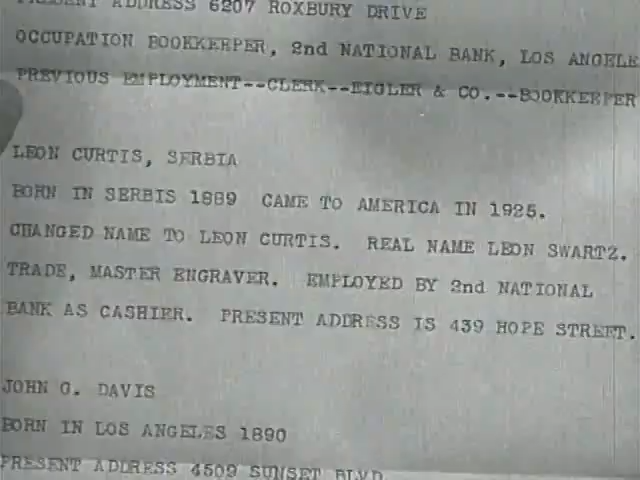 PRESENT ADDRESS 6207 ROXBURY DRIVE
OCCUPATION BOOKKEEPER, 2nd NATIONAL BANK, LOS ANGELE
PREVIOUS EMPLOYMENT--CLERK--EIGLER & CO.--BOOKKEEPER
LEON CURTIS, SERBIA
BORN IN SERBIS 1889 CAME TO AMERICA IN 1925.
CHANGED NAME TO LEON CURTIS. REAL NAME LEON SWARTZ.
TRADE, MASTER ENGRAVER. EMPLOYED BY 2nd NATIONAL
BANK AS CASHIER. PRESENT ADDRESS IS 439 HOPE STREET.
JOHN G. DAVIS
BORN IN LOS ANGELES 1890
PRESENT ADDRESS 4509 SUNSET BLVD